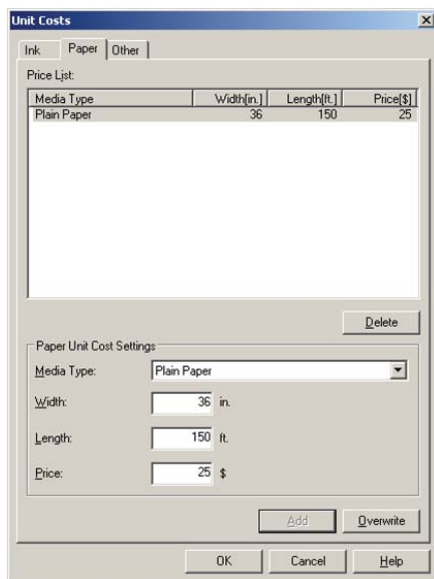 Unit Costs
Ink Paper Other
Price List:
Media Type Width[in.] Length[ft.] Price[$]
Plain Paper 36 150 25
Delete
Paper Unit Cost Settings
Media Type: Plain Paper
Width: 36 in.
Length: 150 ft.
Price: 25 $
Add Overwrite
OK Cancel Help